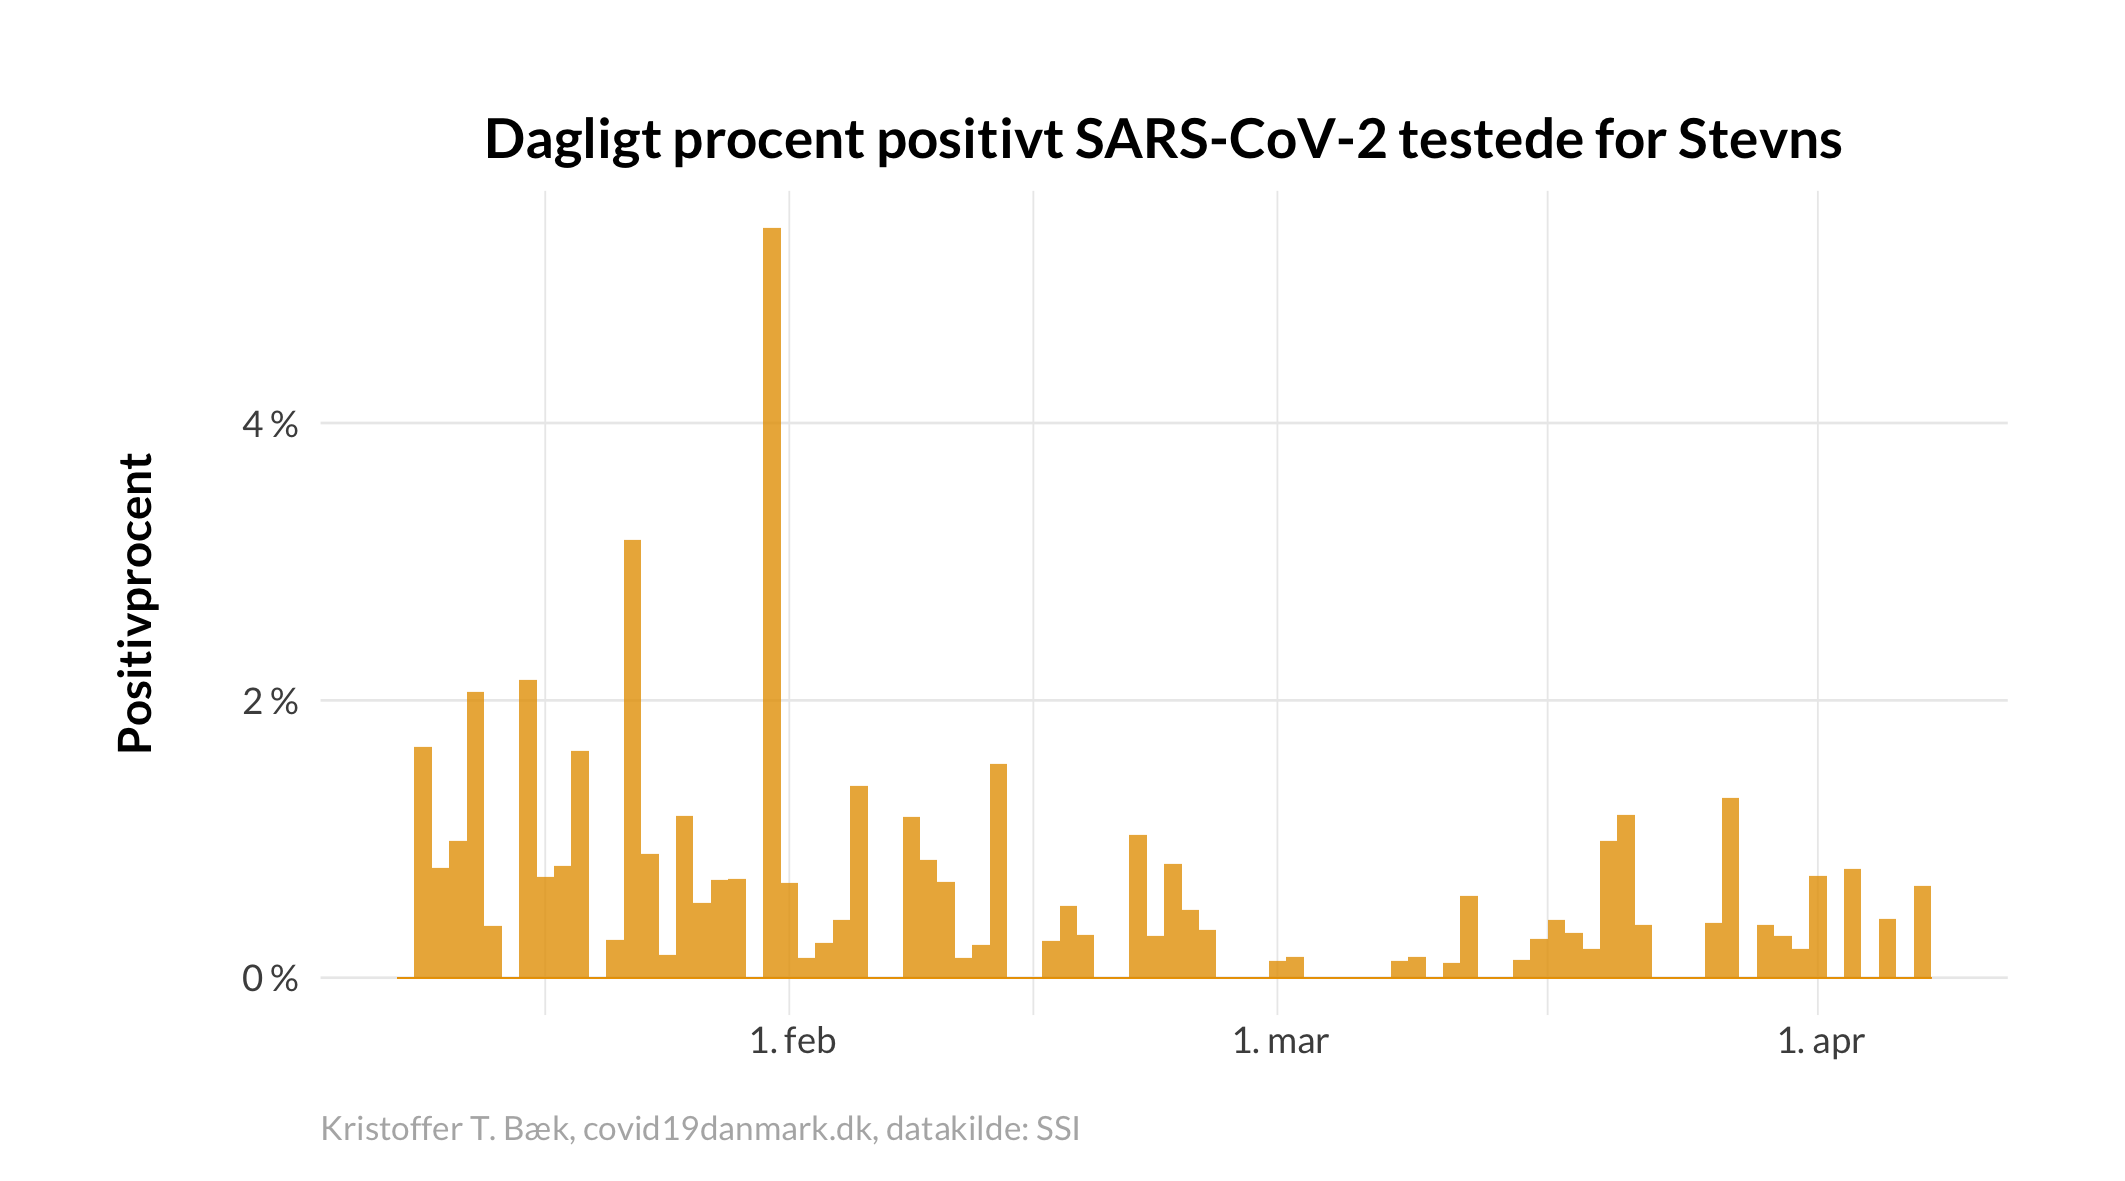 Dagligt procent positivt SARS-CoV-2 testede for Stevns
Positivprocent
4 %
2 %
0 %
1. feb
1. mar
1. apr
Kristoffer T. Bæk, covid19danmark.dk, datakilde: SSI